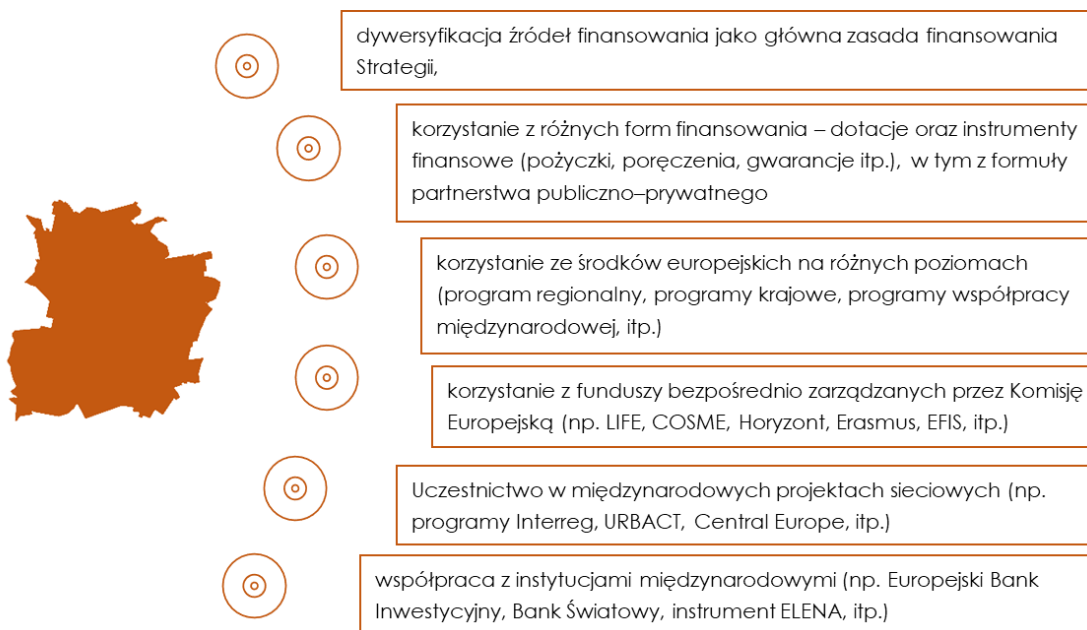 dywersyfikacja źródeł finansowania jako główna zasada finansowania
Strategii,
korzystanie z różnych form finansowania – dotacje oraz instrumenty
finansowe (pożyczki, poręczenia, gwarancje itp.), w tym z formuły
partnerstwa publiczno–prywatnego
korzystanie ze środków europejskich na różnych poziomach
(program regionalny, programy krajowe, programy współpracy
międzynarodowej, itp.)
korzystanie z funduszy bezpośrednio zarządzanych przez Komisję
Europejską (np. LIFE, COSME, Horyzont, Erasmus, EFIS, itp.)
Uczestnictwo w międzynarodowych projektach sieciowych (np.
programy Interreg, URBACT, Central Europe, itp.)
współpraca z instytucjami międzynarodowymi (np. Europejski Bank
Inwestycyjny, Bank Światowy, instrument ELENA, itp.)